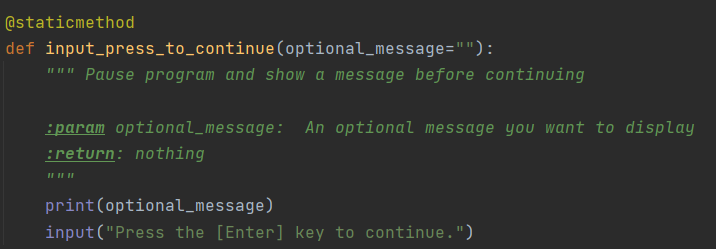 @staticmethod
def input_press_to_continue(optional_message=""):
""" Pause program and show a message before continuing
:param optional_message:  An optional message you want to display
:return: nothing
"""
print(optional_message)
input("Press the [Enter] key to continue.")